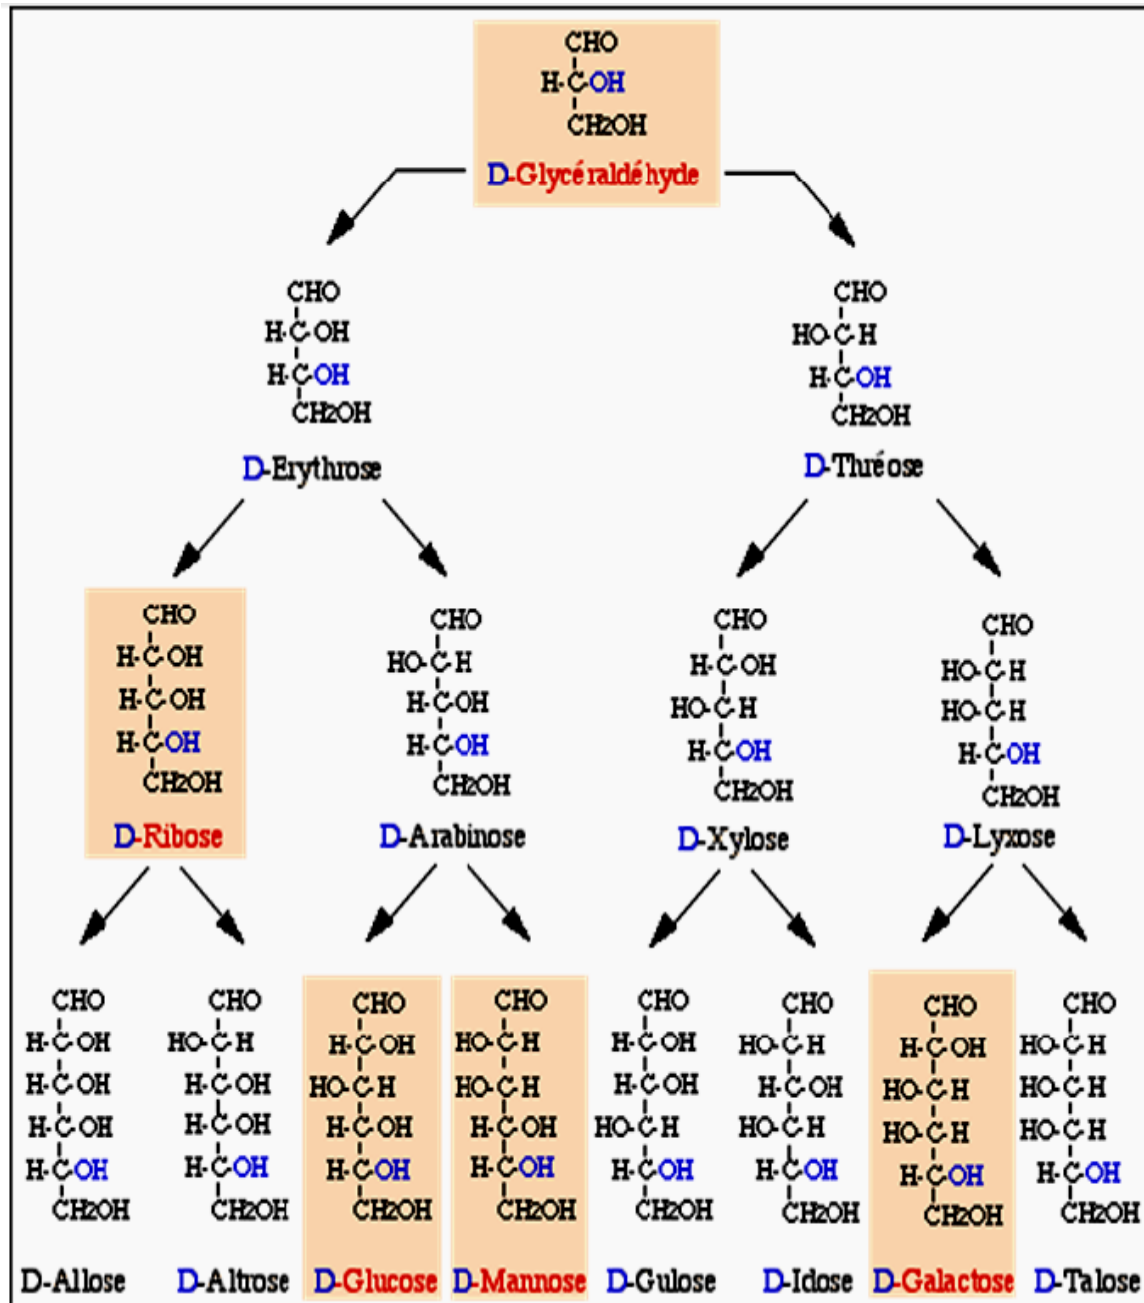 CHO
H-C-OH
CH2OH
D-Glycéraldéhyde
CHO
H-C-OH
H-C-OH
CH2OH
D-Erythrose
CHO
HO-C-H
H-C-OH
CH2OH
D-Thréose
CHO
H-C-OH
H-C-OH
H-C-OH
CH2OH
D-Ribose
CHO
HO-C-H
H-C-OH
H-C-OH
CH2OH
D-Arabinose
CHO
H-C-OH
HO-C-H
H-C-OH
CH2OH
D-Xylose
CHO
HO-C-H
HO-C-H
H-C-OH
CH2OH
D-Lyxose
CHO
H-C-OH
H-C-OH
H-C-OH
H-C-OH
CH2OH
D-Allose
CHO
HO-C-H
H-C-OH
H-C-OH
H-C-OH
CH2OH
D-Altrose
CHO
H-C-OH
HO-C-H
H-C-OH
H-C-OH
CH2OH
D-Glucose
CHO
HO-C-H
HO-C-H
H-C-OH
H-C-OH
CH2OH
D-Mannose
CHO
H-C-OH
H-C-OH
HO-C-H
H-C-OH
CH2OH
D-Gulose
CHO
HO-C-H
H-C-OH
HO-C-H
H-C-OH
CH2OH
D-Idose
CHO
H-C-OH
HO-C-H
HO-C-H
H-C-OH
CH2OH
D-Galactose
CHO
HO-C-H
HO-C-H
HO-C-H
H-C-OH
CH2OH
D-Talose